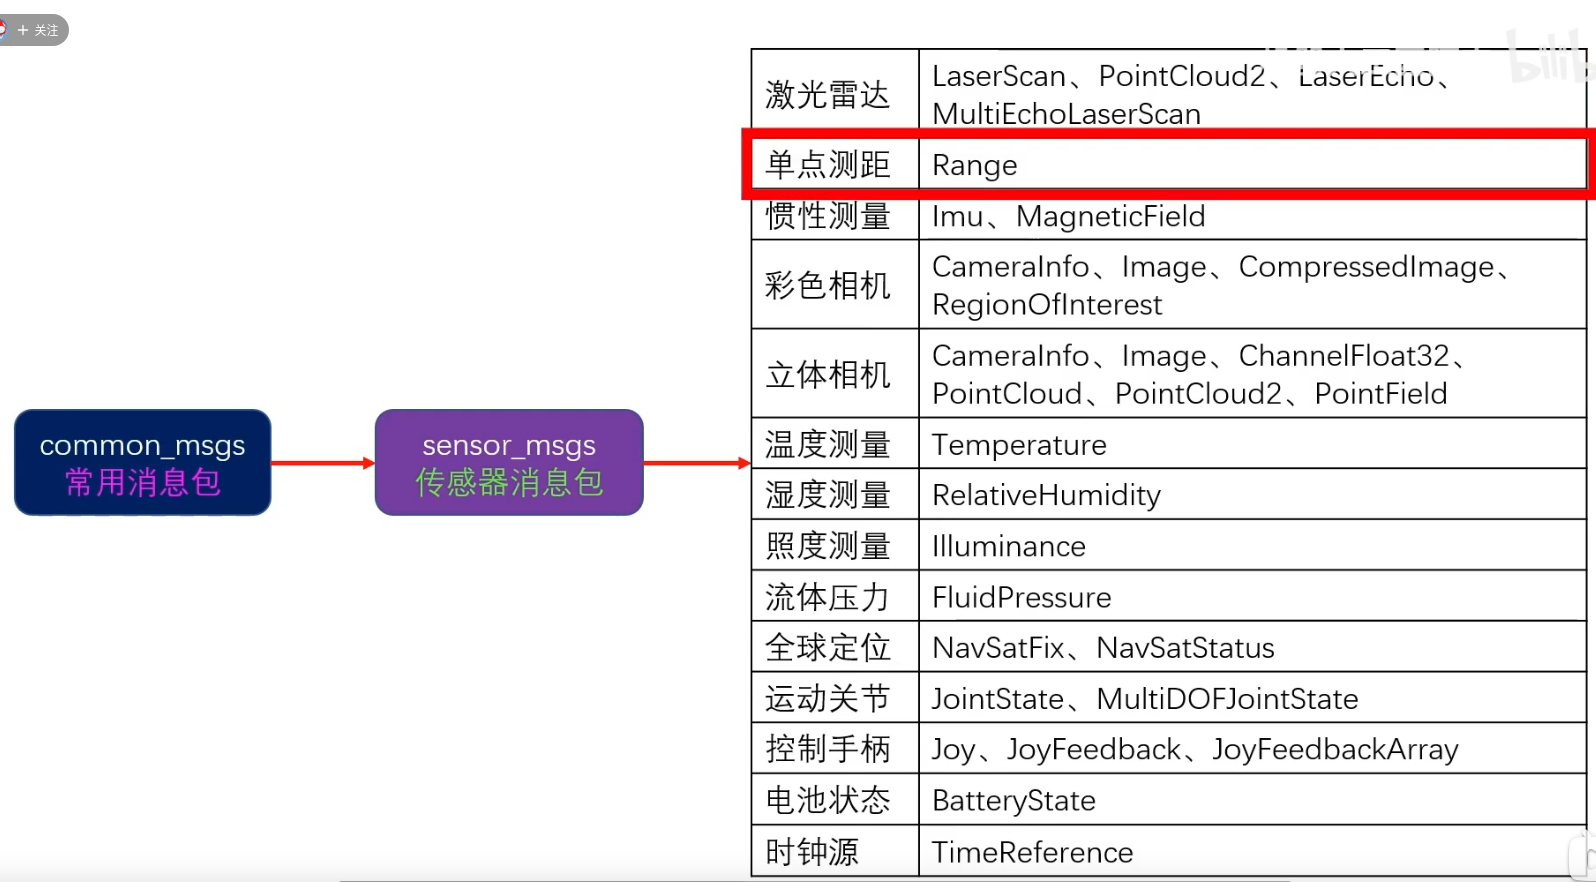 + 关注
激光雷达
LaserScan、PointCloud2、LaserEcho、
MultiEchoLaserScan
单点测距
Range
惯性测量
Imu、MagneticField
彩色相机
CameraInfo、Image、CompressedImage、
RegionOfInterest
立体相机
CameraInfo、Image、ChannelFloat32、
PointCloud、PointCloud2、PointField
common_msgs
常用消息包
sensor_msgs
传感器消息包
温度测量
Temperature
湿度测量
RelativeHumidity
照度测量
Illuminance
流体压力
FluidPressure
全球定位
NavSatFix、NavSatStatus
运动关节
JointState、MultiDOFJointState
控制手柄
Joy、JoyFeedback、JoyFeedbackArray
电池状态
BatteryState
时钟源
TimeReference